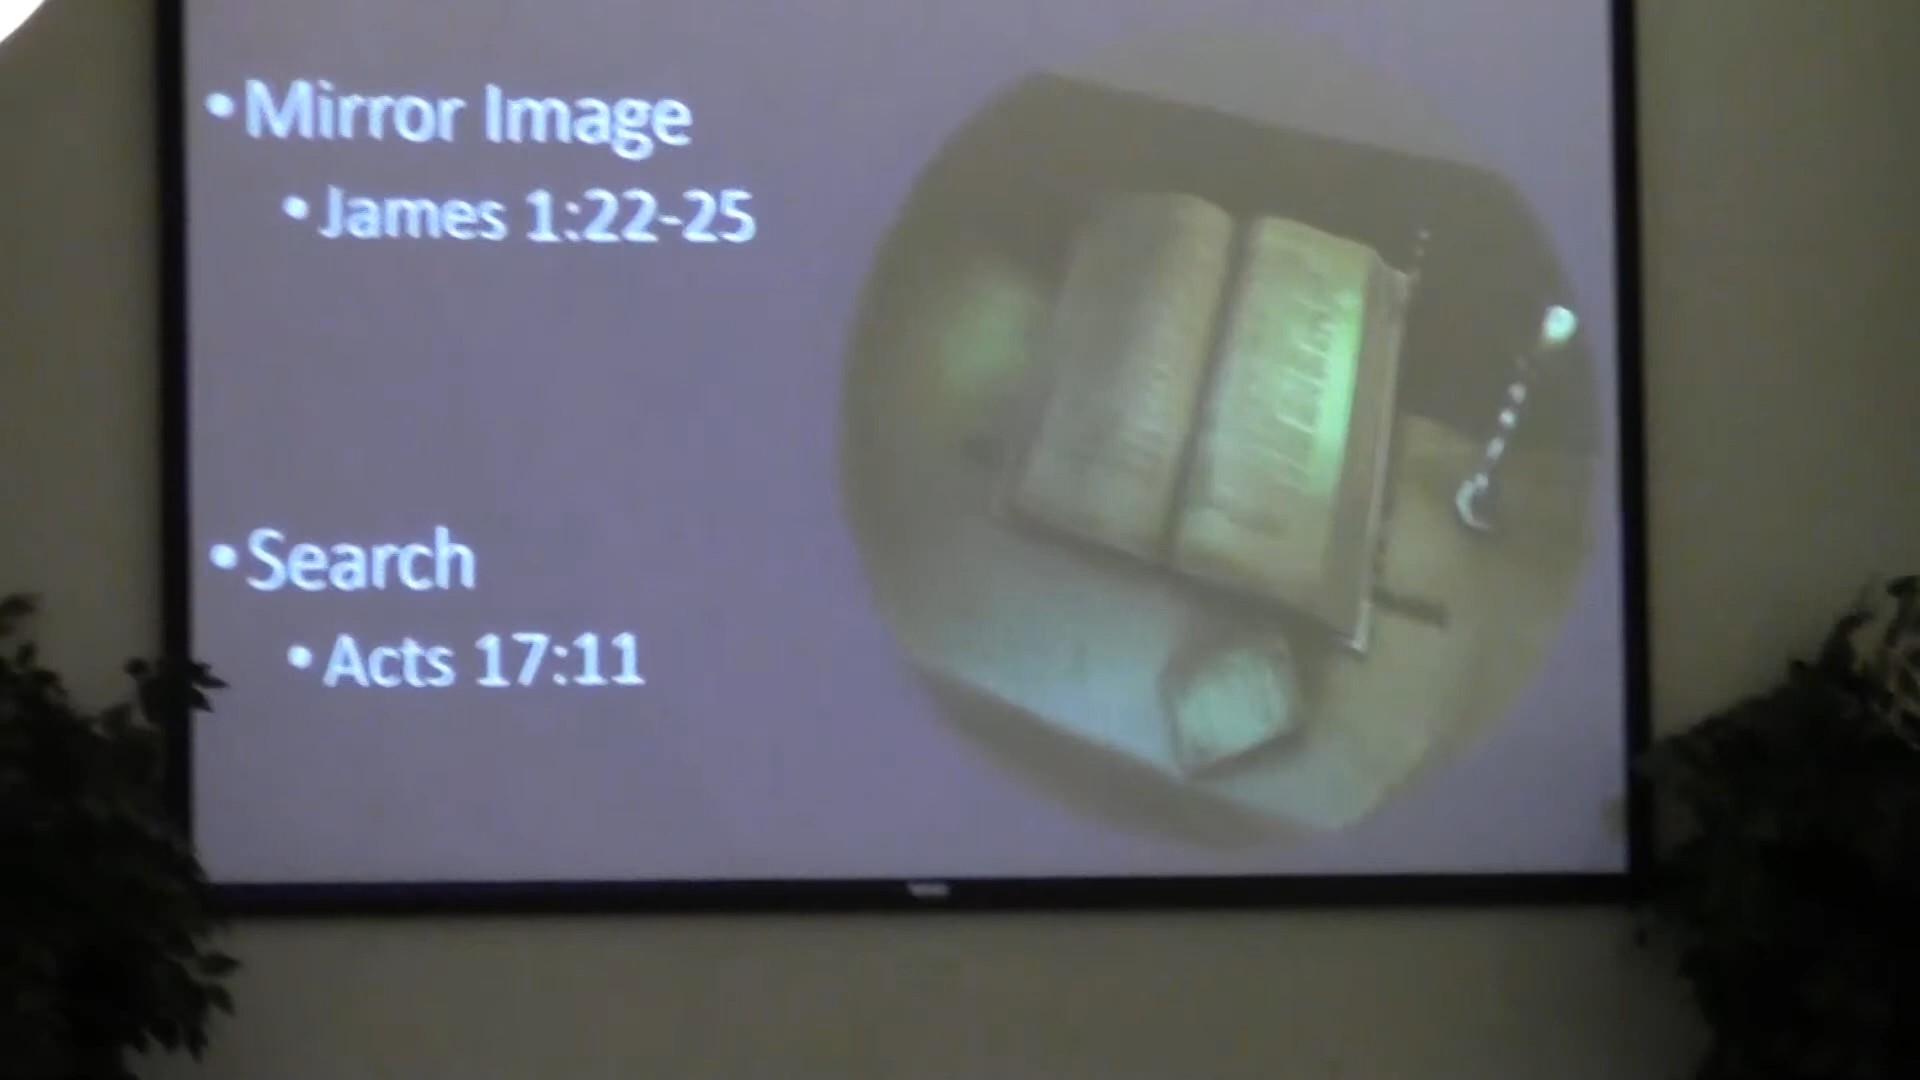 • Mirror Image
• James 1:22-25
• Search
• Acts 17:11